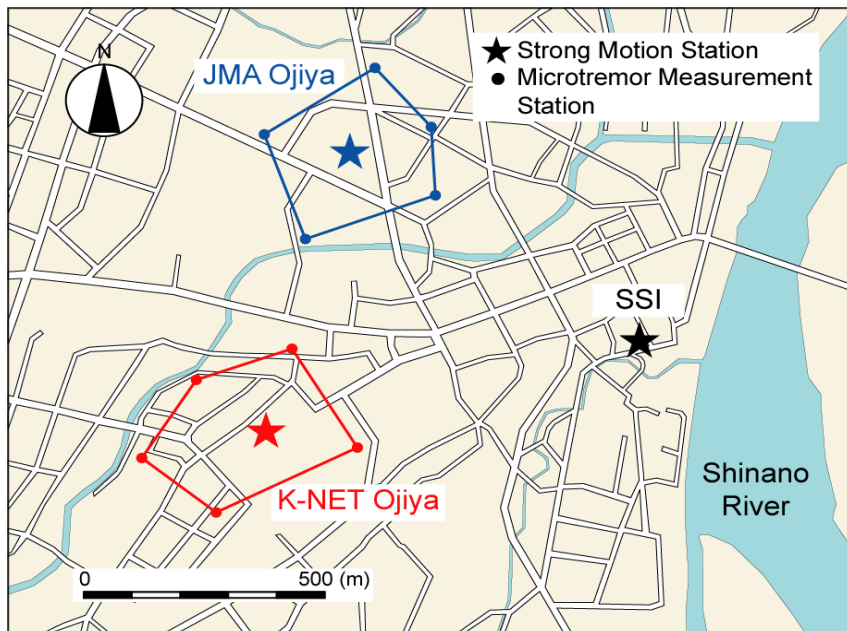 N
JMA Ojiya
Strong Motion Station
Microtremor Measurement
Station
SSI
K-NET Ojiya
Shinano
River
0 500 (m)